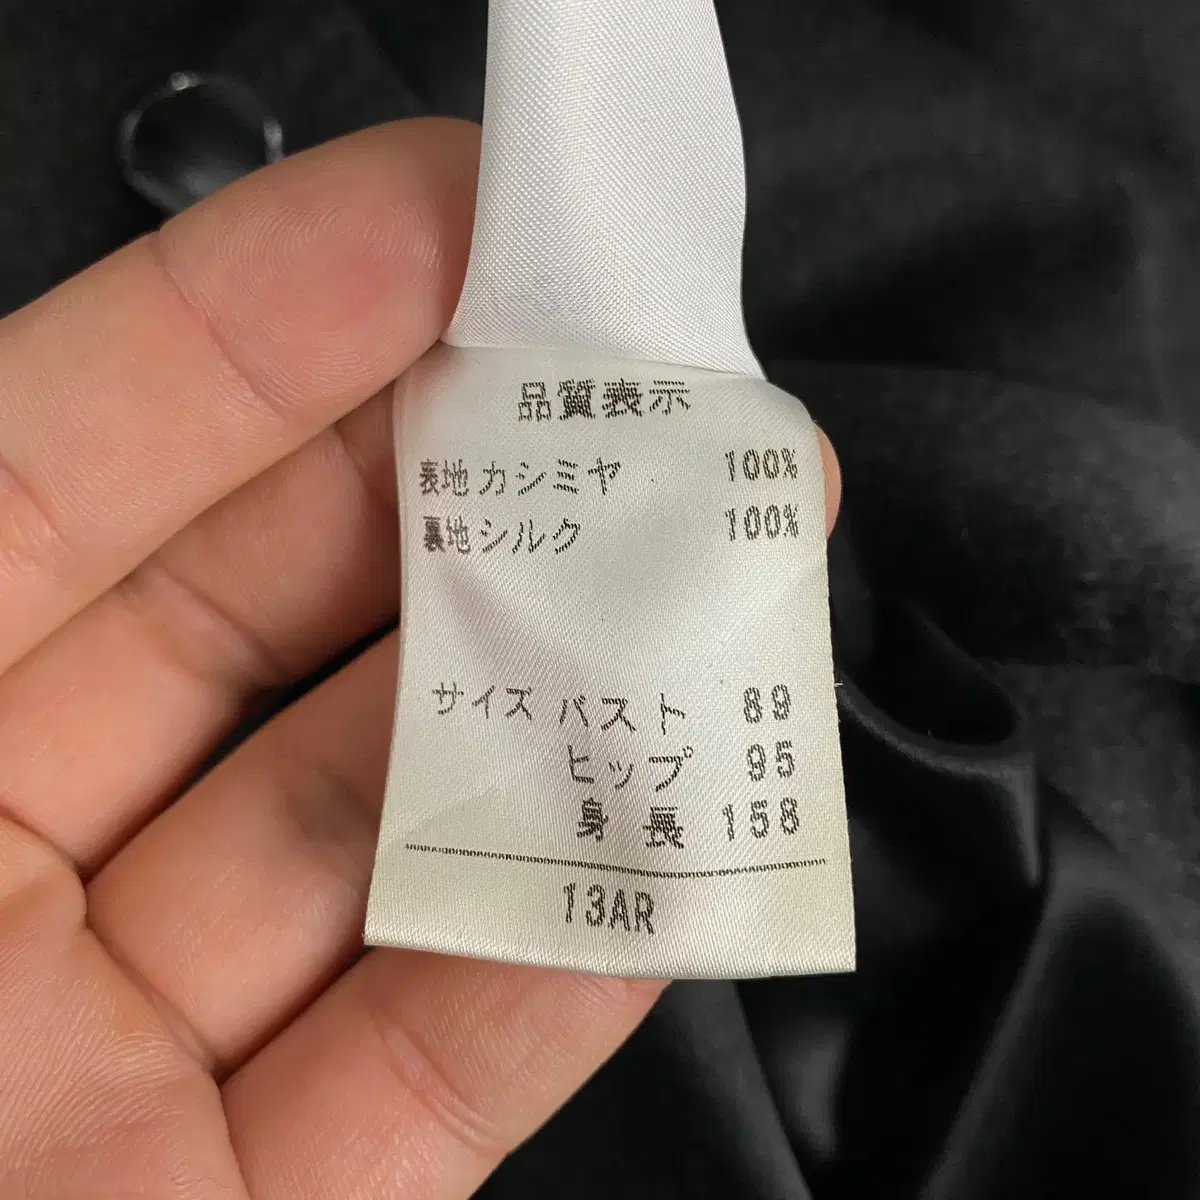 品質表示
表地 カシミヤ 100%
裏地 シルク 100%
サイズ バスト 89
ヒップ 95
身長 158
13AR